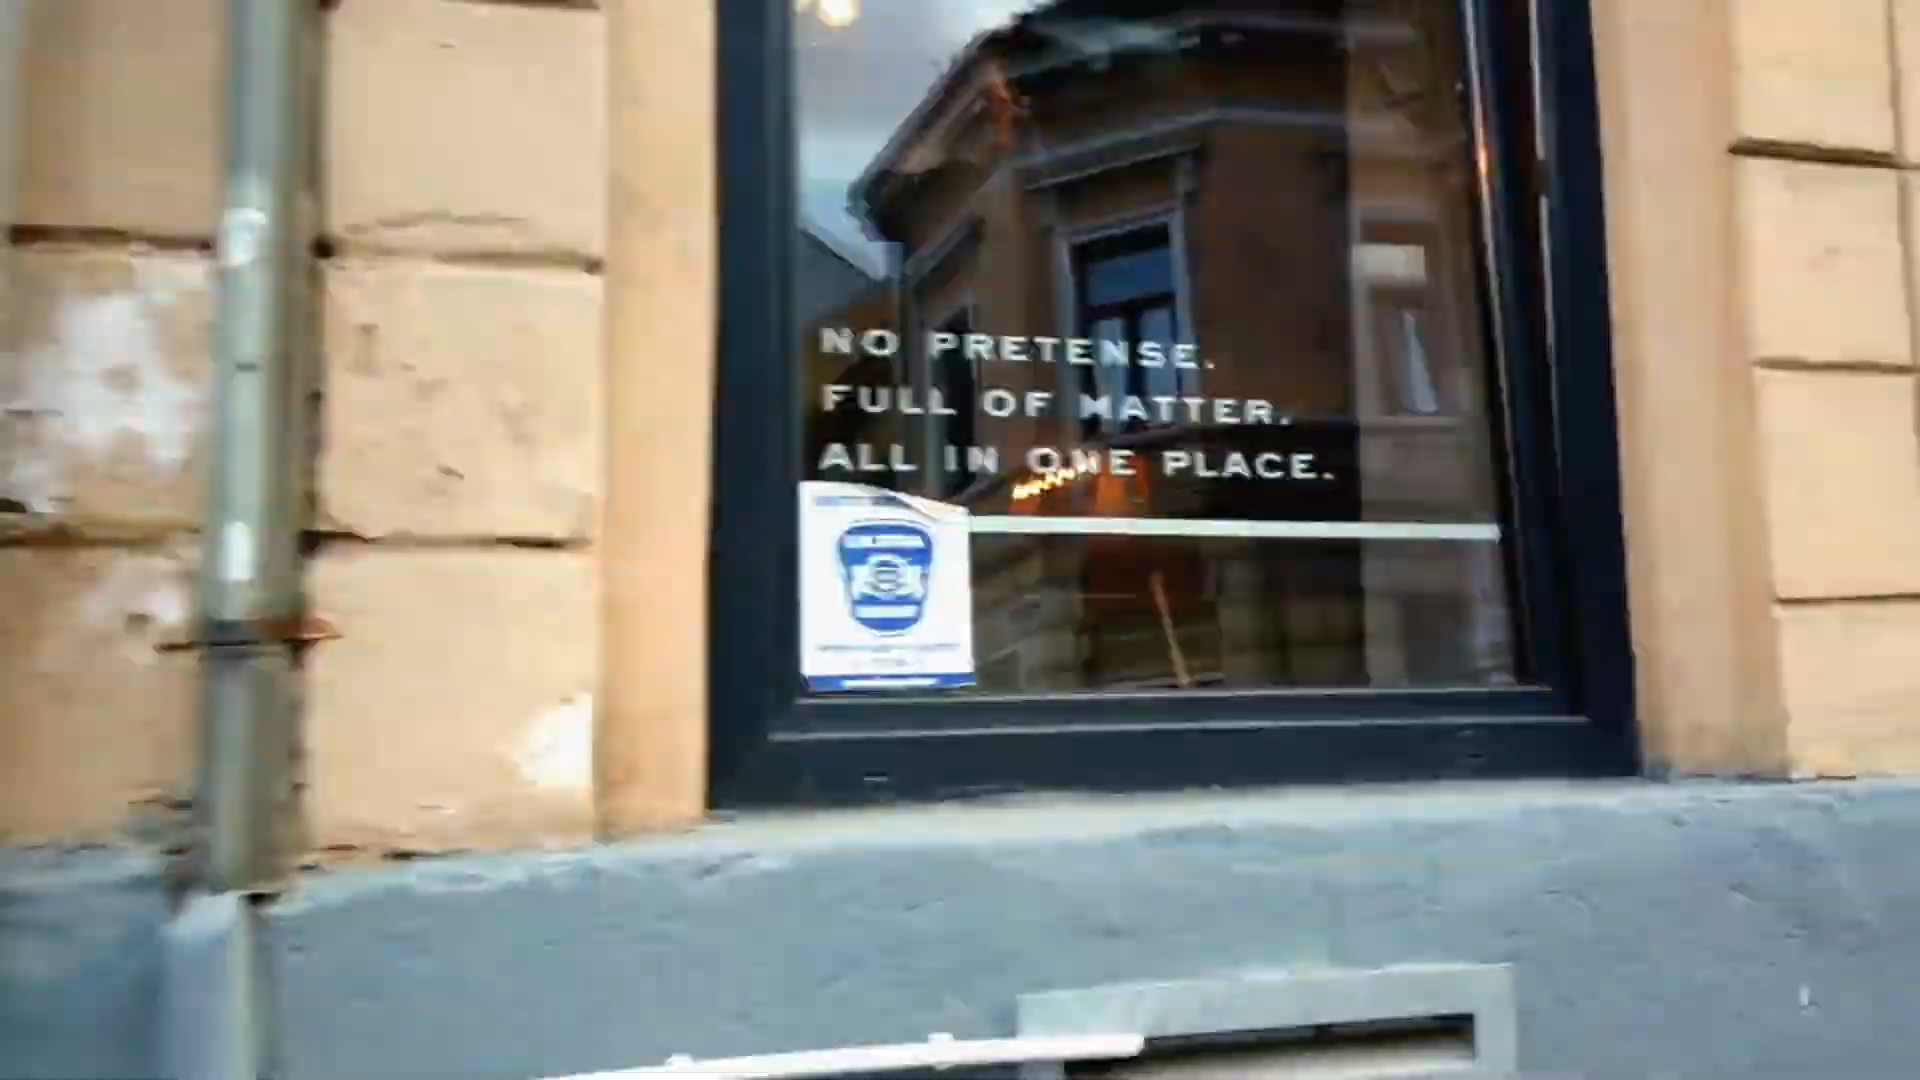 NO PRETENSE.
FULL OF MATTER.
ALL IN ONE PLACE.